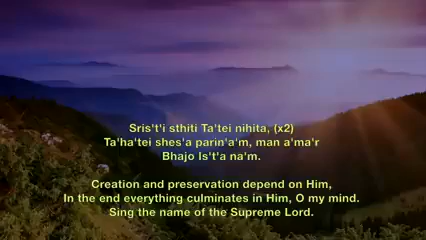 Sris't'i sthiti Ta'tei nihita, (x2)
Ta'ha'tei shes'a parin'a'm, man a'ma'r
Bhajo Is't'a na'm.
Creation and preservation depend on Him,
In the end everything culminates in Him, O my mind.
Sing the name of the Supreme Lord.